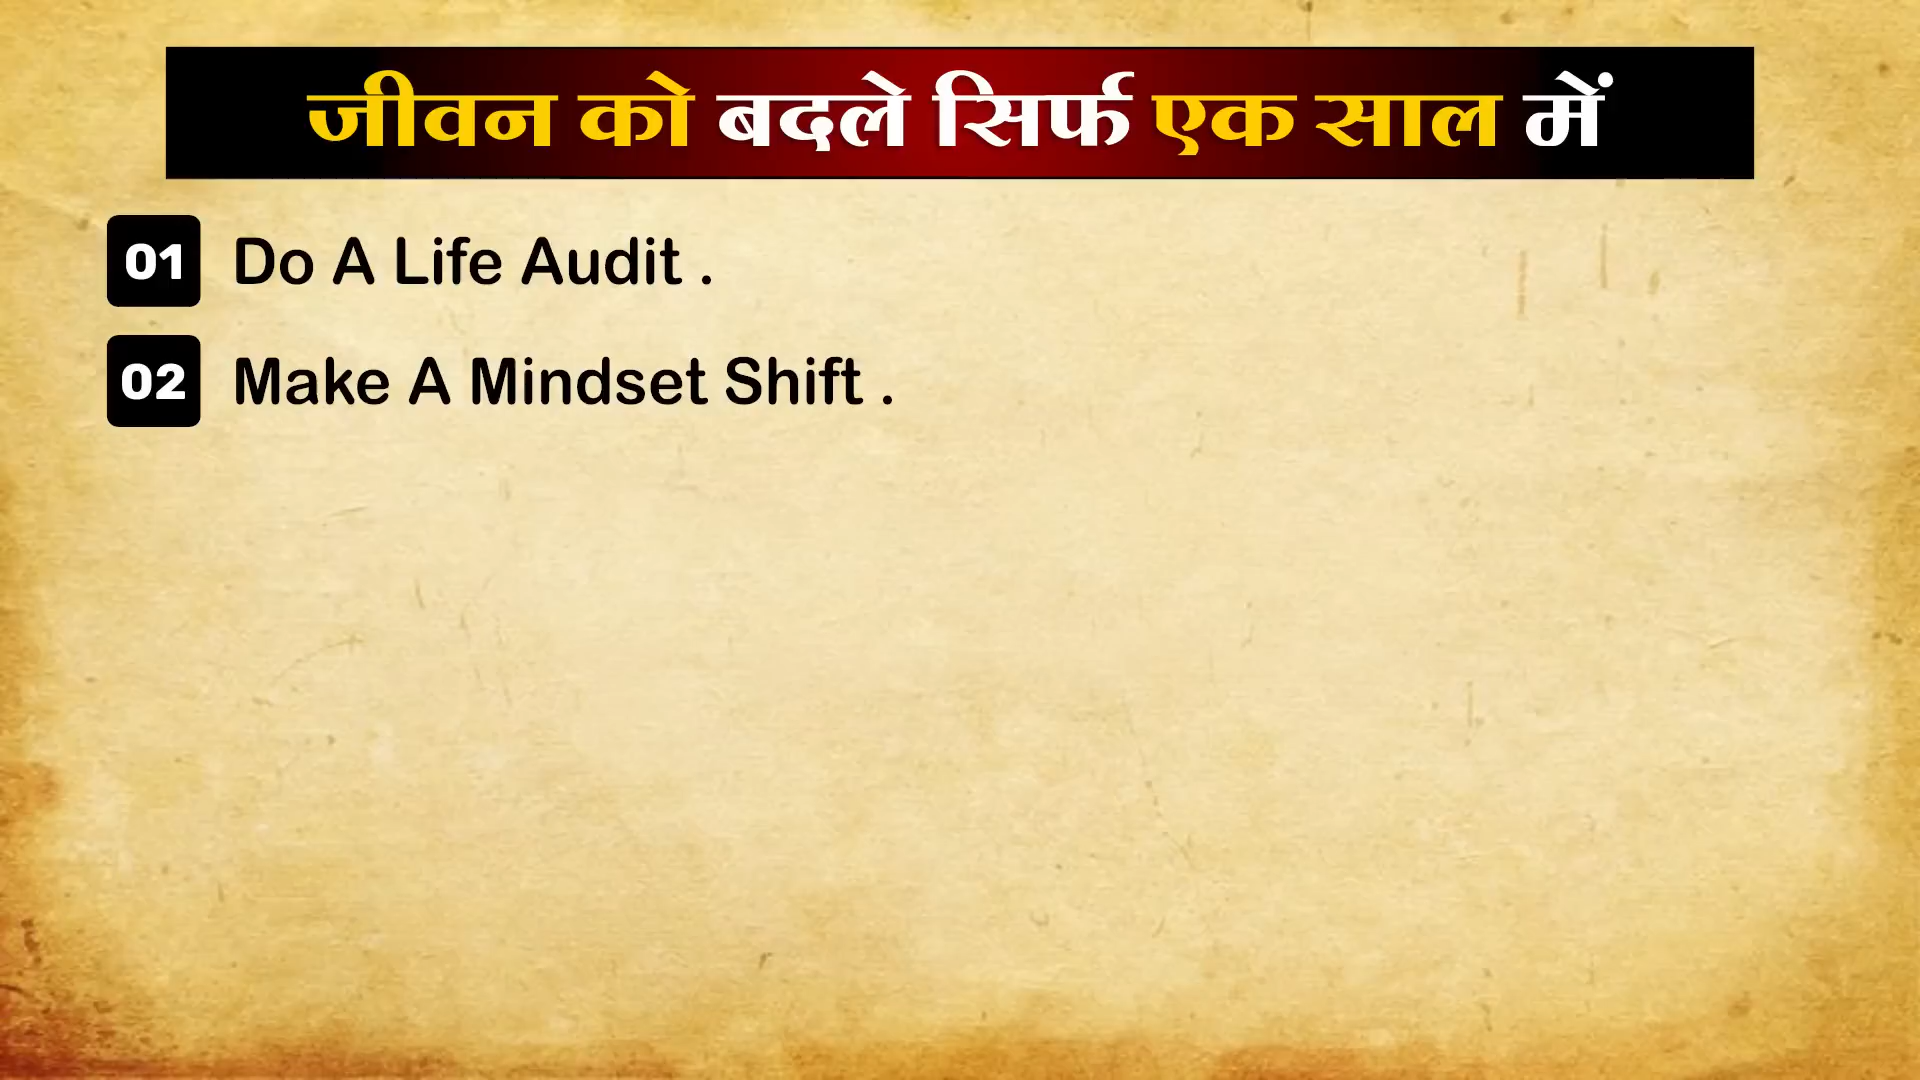 जीवन को बदले सिर्फ एक साल में
01 Do A Life Audit .
02 Make A Mindset Shift .